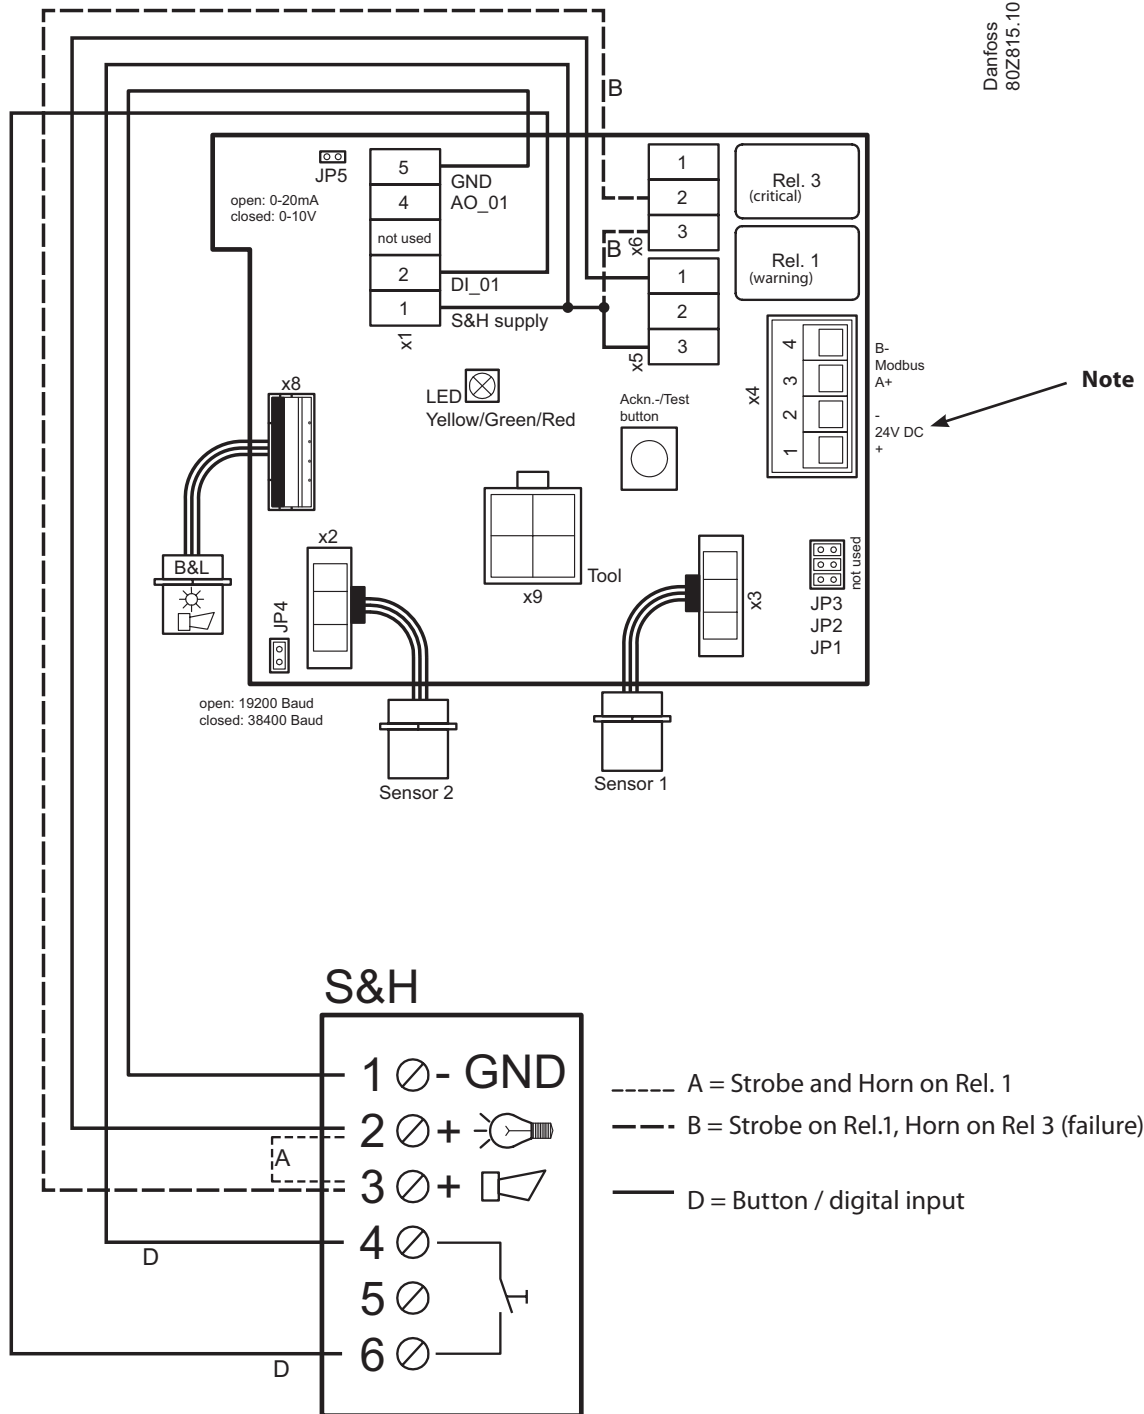 Danfoss
80Z815.10
B
JP5
open: 0-20mA
closed: 0-10V
5
4
not used
2
1
x1
GND
AO_01
DI_01
S&H supply
1
2
3
x6
B
Rel. 3
(critical)
1
2
3
x5
Rel. 1
(warning)
x4
4
3
2
1
B-
Modbus
A+
-
24V DC
+
Note
x8
LED
Yellow/Green/Red
Ackn.-/Test
button
B&L
x2
JP4
open: 19200 Baud
closed: 38400 Baud
Tool
x9
x3
not used
JP3
JP2
JP1
Sensor 2
Sensor 1
S&H
1 - GND
2 +
A
3 +
4
D
5
6
D
A = Strobe and Horn on Rel. 1
B = Strobe on Rel.1, Horn on Rel 3 (failure)
D = Button / digital input